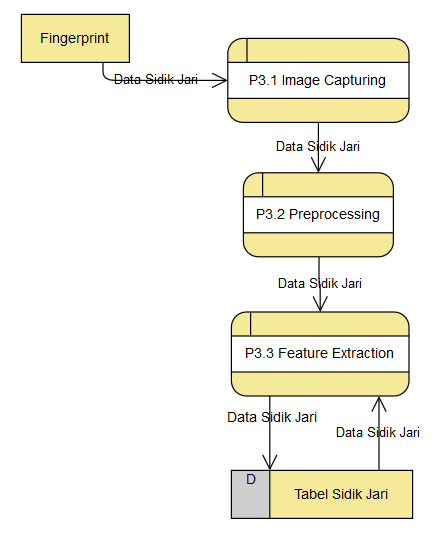 Fingerprint
Data Sidik Jari
P3.1 Image Capturing
Data Sidik Jari
P3.2 Preprocessing
Data Sidik Jari
P3.3 Feature Extraction
Data Sidik Jari
Data Sidik Jari
D
Tabel Sidik Jari